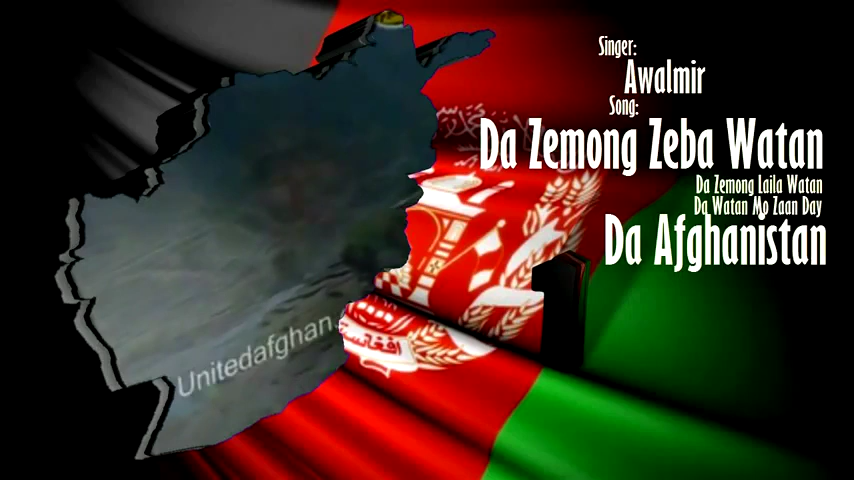 Singer:
Awalmir
Song:
Da Zemong Zeba Watan
Da Zemong Laila Watan
Da Watan Mo Zaan Day
Da Afghanistan
Unitedafghan.
افغانستان